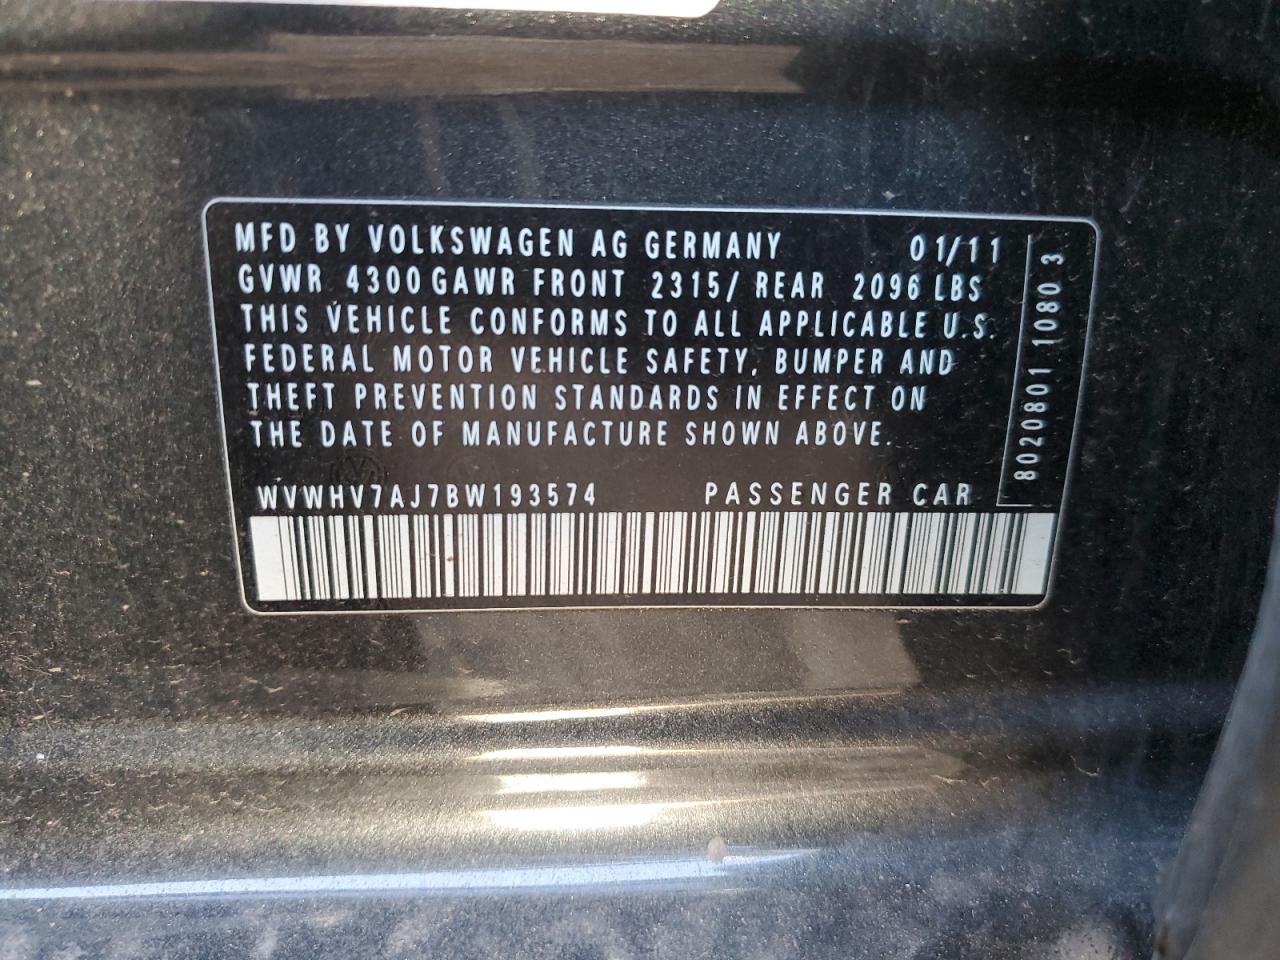 MFD BY VOLKSWAGEN AG GERMANY 01/11
GVWR 4300 GAWR FRONT 2315/ REAR 2096 LBS
THIS VEHICLE CONFORMS TO ALL APPLICABLE U.S.
FEDERAL MOTOR VEHICLE SAFETY, BUMPER AND
THEFT PREVENTION STANDARDS IN EFFECT ON
THE DATE OF MANUFACTURE SHOWN ABOVE.
WVWHV7AJ7BW193574 PASSENGER CAR
8020801 1080 3